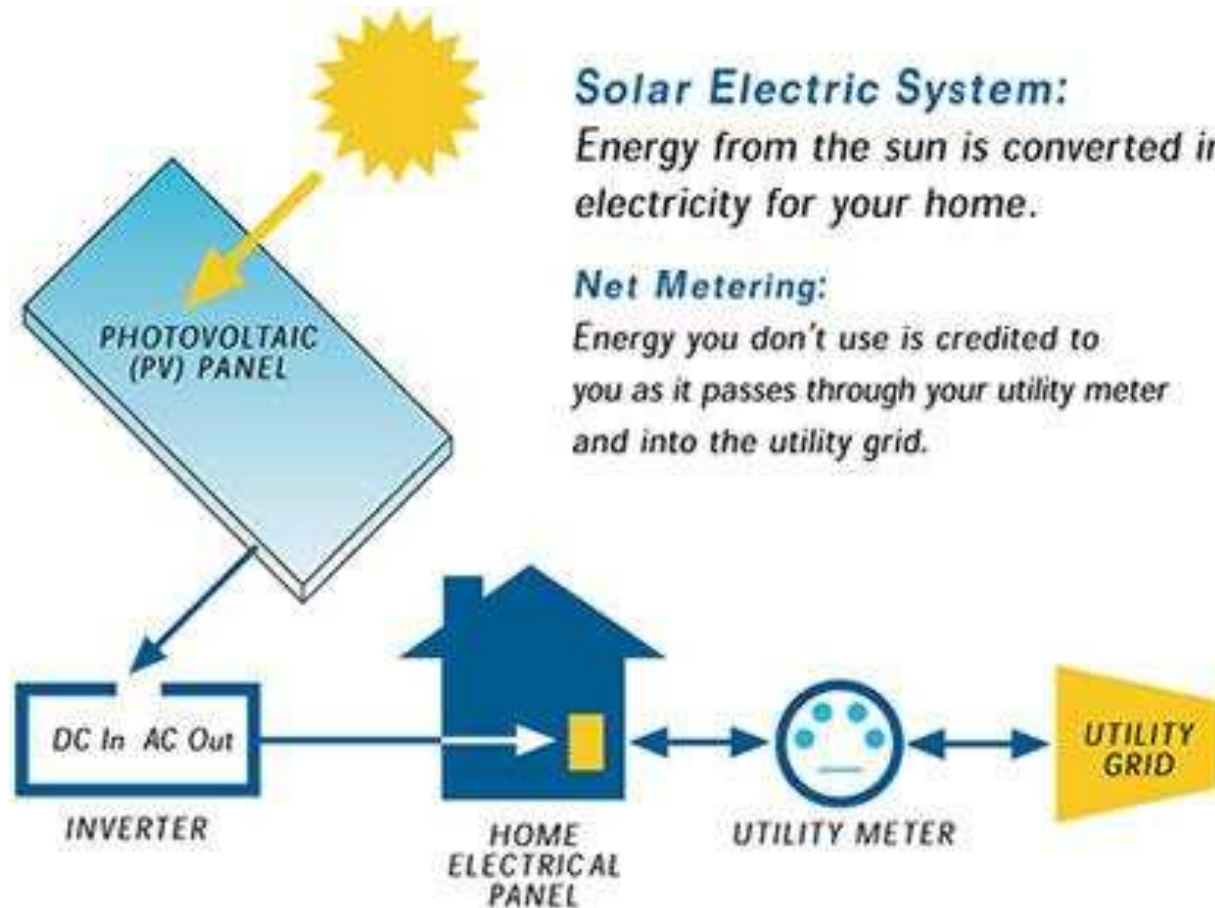 Solar Electric System:
Energy from the sun is converted in
electricity for your home.
Net Metering:
Energy you don't use is credited to
you as it passes through your utility meter
and into the utility grid.
PHOTOVOLTAIC
(PV) PANEL
DC In AC Out
INVERTER
HOME
ELECTRICAL
PANEL
UTILITY METER
UTILITY
GRID